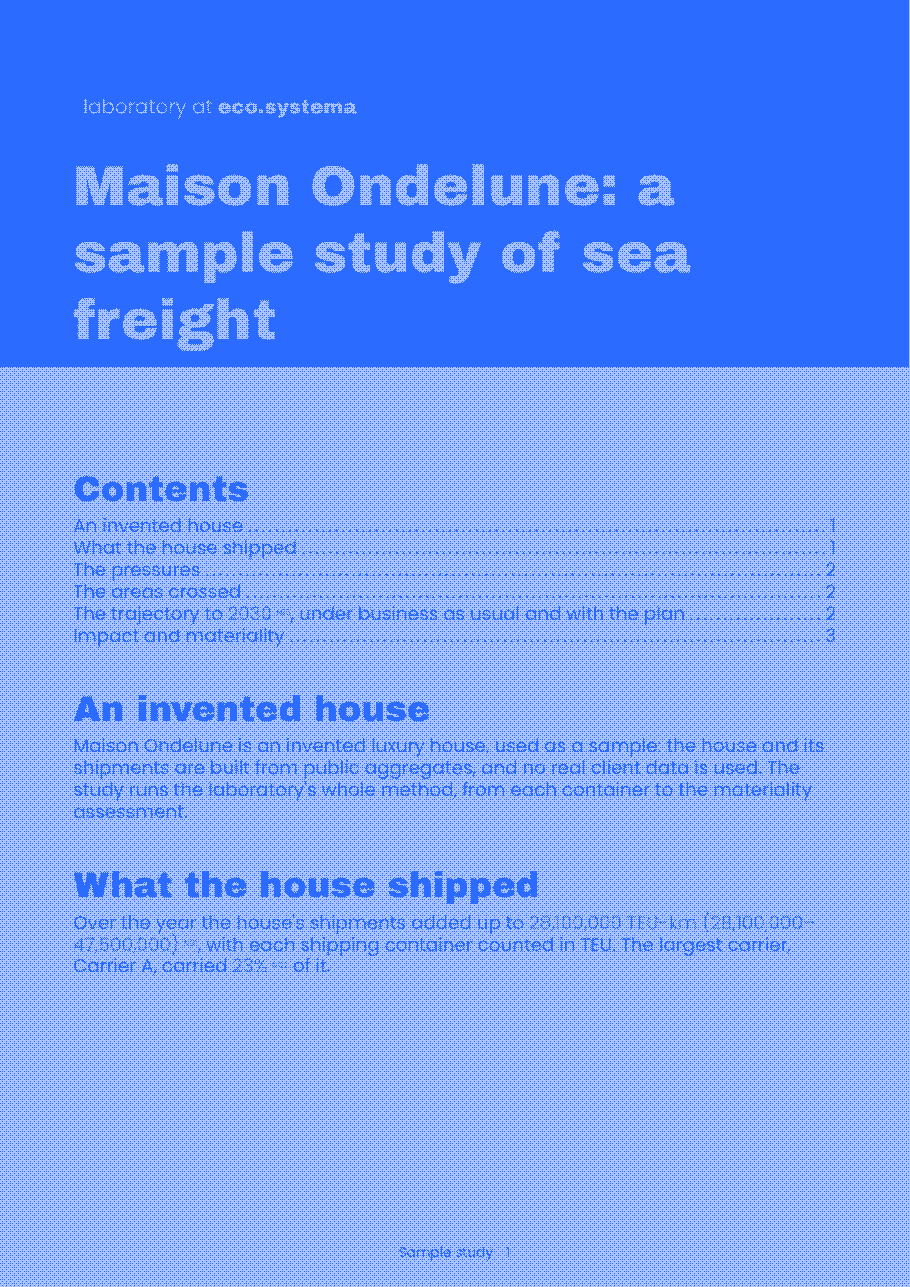 laboratory at eco.systema
Maison Ondelune: a
sample study of sea
freight
Contents
An invented house 1
What the house shipped 1
The pressures 2
The areas crossed 2
The trajectory to 2030, under business as usual and with the plan 2
Impact and materiality 3
An invented house
Maison Ondelune is an invented luxury house, used as a sample: the house and its
shipments are built from public aggregates, and no real client data is used. The
study runs the laboratory's whole method, from each container to the materiality
assessment.
What the house shipped
Over the year the house's shipments added up to 28,100,000 TEU-km (28,100,000–
47,500,000), with each shipping container counted in TEU. The largest carrier,
Carrier A, carried 23% of it.
Sample study 1